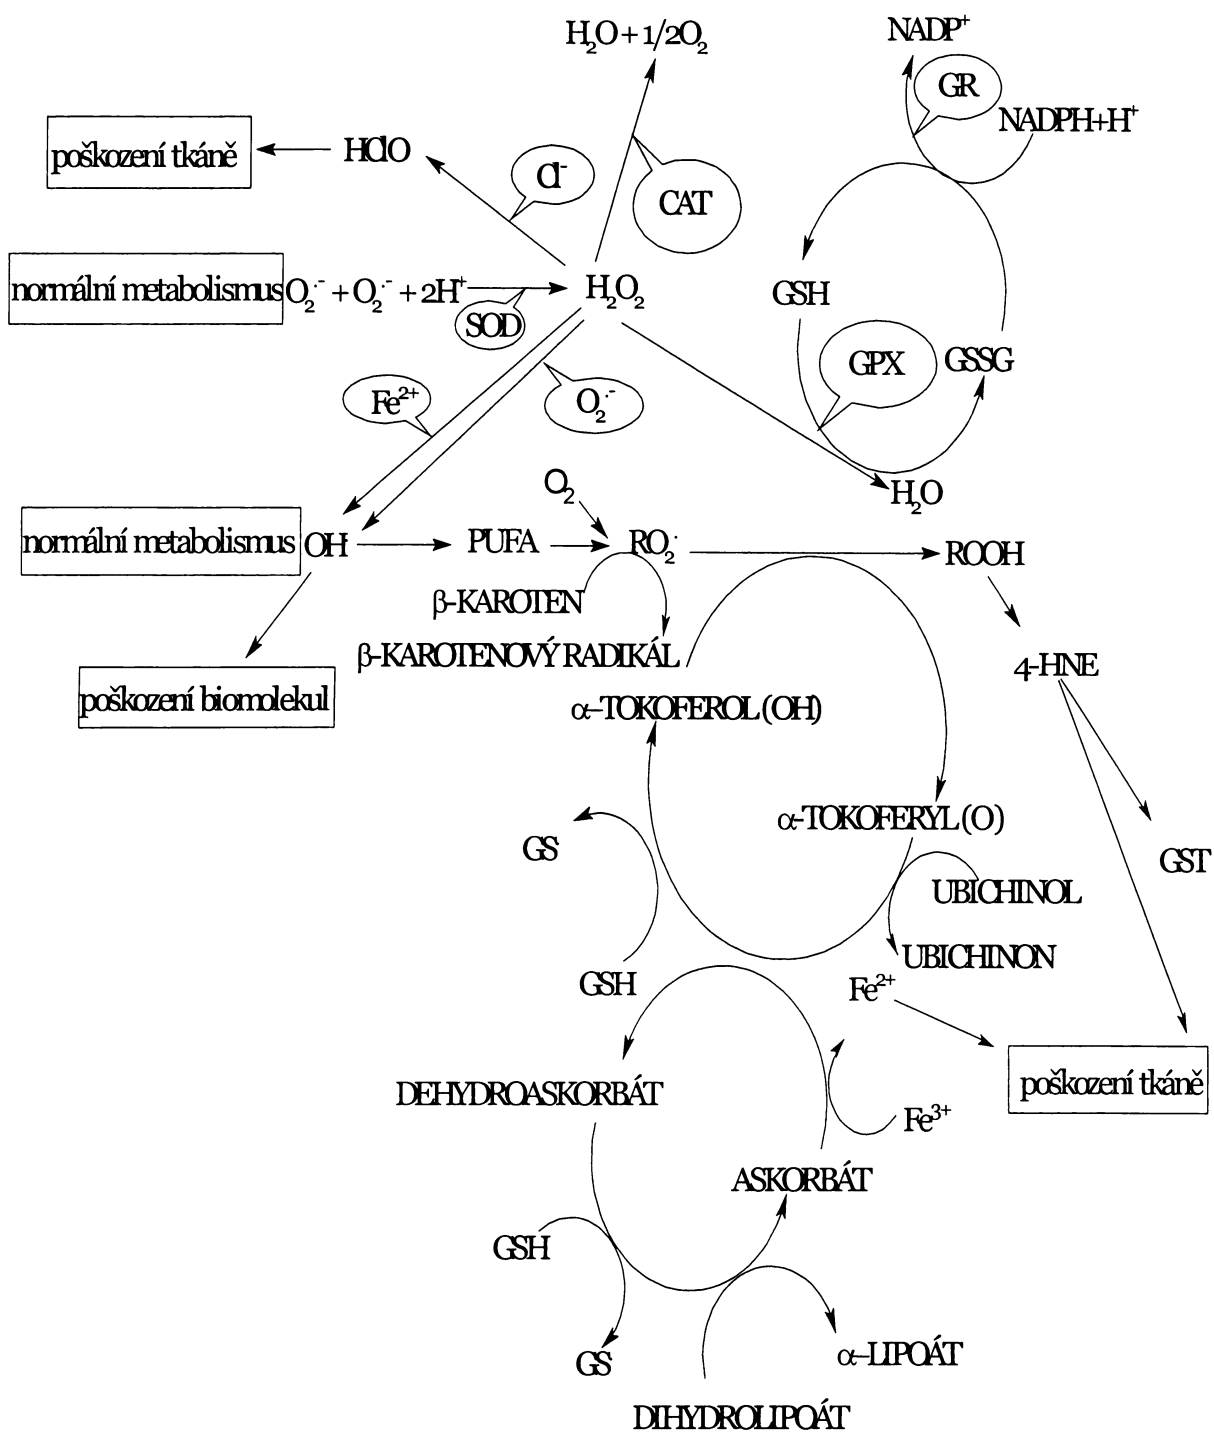 H₂O + 1/2O₂
NADP⁺
GR
NADPH+H⁺
poškození tkáně
HClO
Cl⁻
CAT
normální metabolismus
O₂·⁻ + O₂·⁻ + 2H⁺
SOD
H₂O₂
GSH
GPX
GSSG
Fe²⁺
O₂·⁻
O₂
H₂O
normální metabolismus
OH·
PUFA
RO₂·
ROOH
β-KAROTEN
β-KAROTENOVÝ RADIKÁL
4-HNE
poškození biomolekul
α-TOKOFEROL (OH)
α-TOKOFERYL (O)
GS
GST
UBICHINOL
UBICHINON
GSH
Fe²⁺
poškození tkáně
DEHYDROASKORBÁT
Fe³⁺
ASKORBÁT
GSH
GS
α-LIPOÁT
DIHYDROLIPOÁT